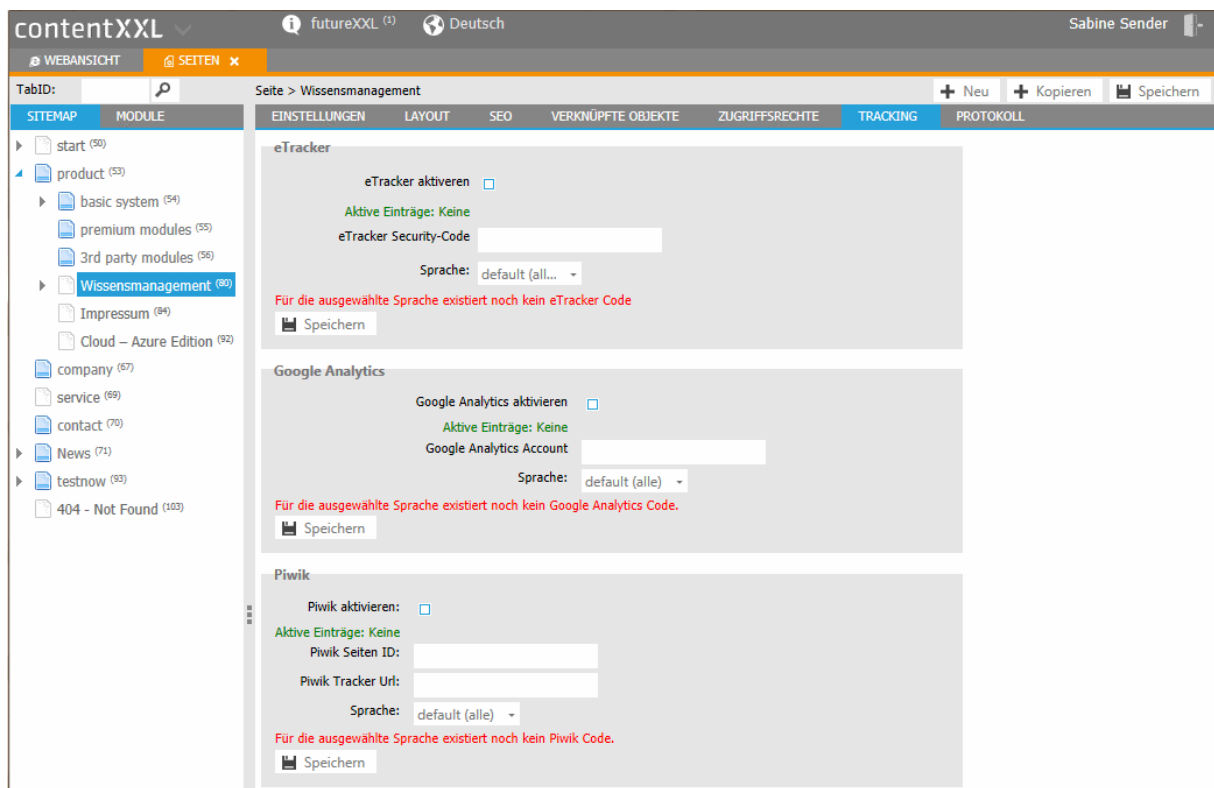 contentXXL futureXXL (1) Deutsch Sabine Sender
WEBANSICHT SEITEN
TabID: Seite > Wissensmanagement Neu Kopieren Speichern
SITEMAP MODULE EINSTELLUNGEN LAYOUT SEO VERKNÜPFTE OBJEKTE ZUGRIFFSRECHTE TRACKING PROTOKOLL
start (50)
product (53)
basic system (54)
premium modules (55)
3rd party modules (56)
Wissensmanagement (80)
Impressum (84)
Cloud – Azure Edition (92)
company (67)
service (69)
contact (70)
News (71)
testnow (93)
404 - Not Found (103)
eTracker
eTracker aktiveren
Aktive Einträge: Keine
eTracker Security-Code
Sprache: default (all...
Für die ausgewählte Sprache existiert noch kein eTracker Code
Speichern
Google Analytics
Google Analytics aktivieren
Aktive Einträge: Keine
Google Analytics Account
Sprache: default (alle)
Für die ausgewählte Sprache existiert noch kein Google Analytics Code.
Speichern
Piwik
Piwik aktivieren:
Aktive Einträge: Keine
Piwik Seiten ID:
Piwik Tracker Url:
Sprache: default (alle)
Für die ausgewählte Sprache existiert noch kein Piwik Code.
Speichern